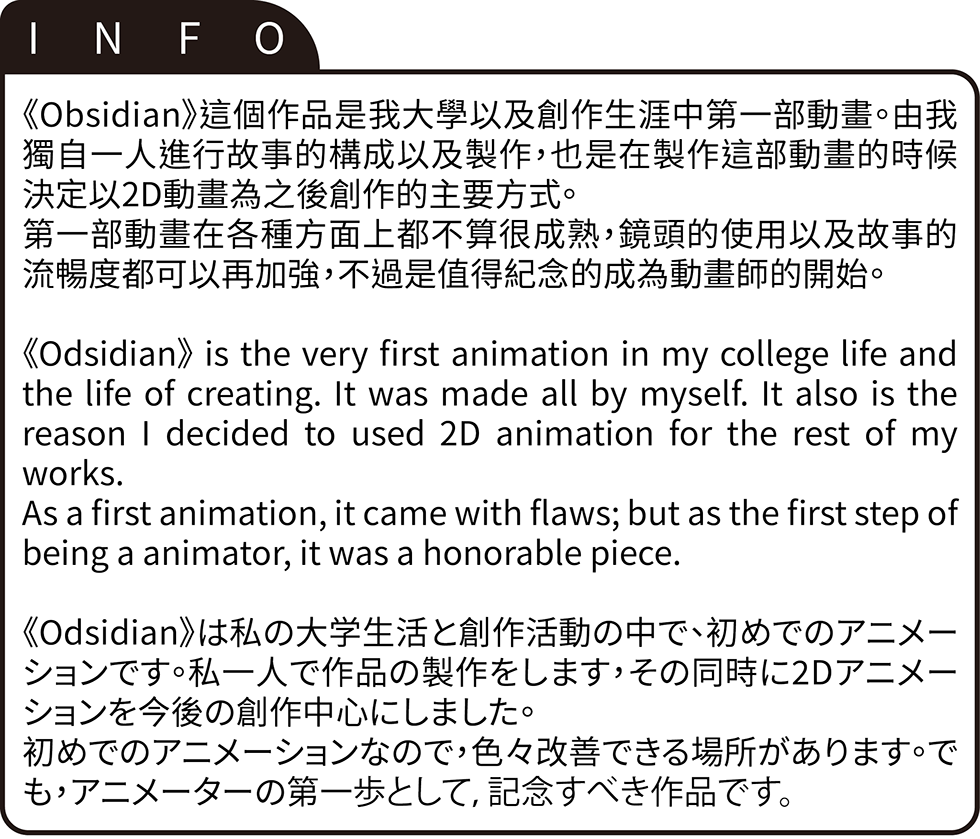 INFO
《Obsidian》這個作品是我大學以及創作生涯中第一部動畫。由我
獨自一人進行故事的構成以及製作，也是在製作這部動畫的時候
決定以2D動畫為之後創作的主要方式。
第一部動畫在各種方面上都不算很成熟，鏡頭的使用以及故事的
流暢度都可以再加強，不過是值得紀念的成為動畫師的開始。
《Odsidian》 is the very first animation in my college life and
the life of creating. It was made all by myself. It also is the
reason I decided to used 2D animation for the rest of my
works.
As a first animation, it came with flaws; but as the first step of
being a animator, it was a honorable piece.
《Odsidian》は私の大学生活と創作活動の中で、初めでのアニメー
ションです。私一人で作品の製作をします，その同時に2Dアニメー
ションを今後の創作中心にしました。
初めでのアニメーションなので，色々改善できる場所があります。で
も，アニメーターの第一歩として, 記念すべき作品です。